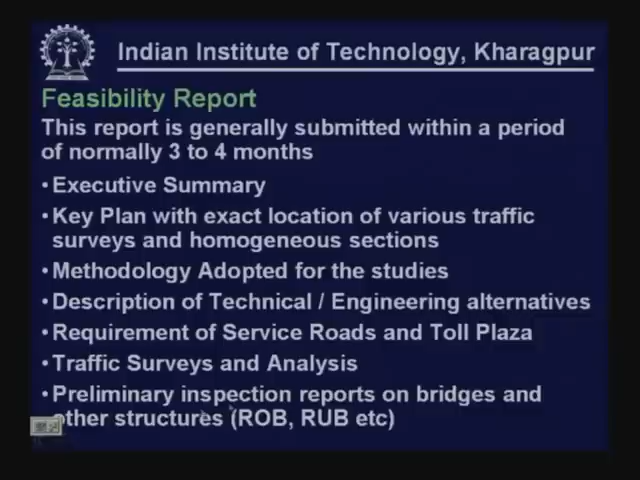 Indian Institute of Technology, Kharagpur
Feasibility Report
This report is generally submitted within a period
of normally 3 to 4 months
• Executive Summary
• Key Plan with exact location of various traffic
surveys and homogeneous sections
• Methodology Adopted for the studies
• Description of Technical / Engineering alternatives
• Requirement of Service Roads and Toll Plaza
• Traffic Surveys and Analysis
• Preliminary inspection reports on bridges and
other structures (ROB, RUB etc)